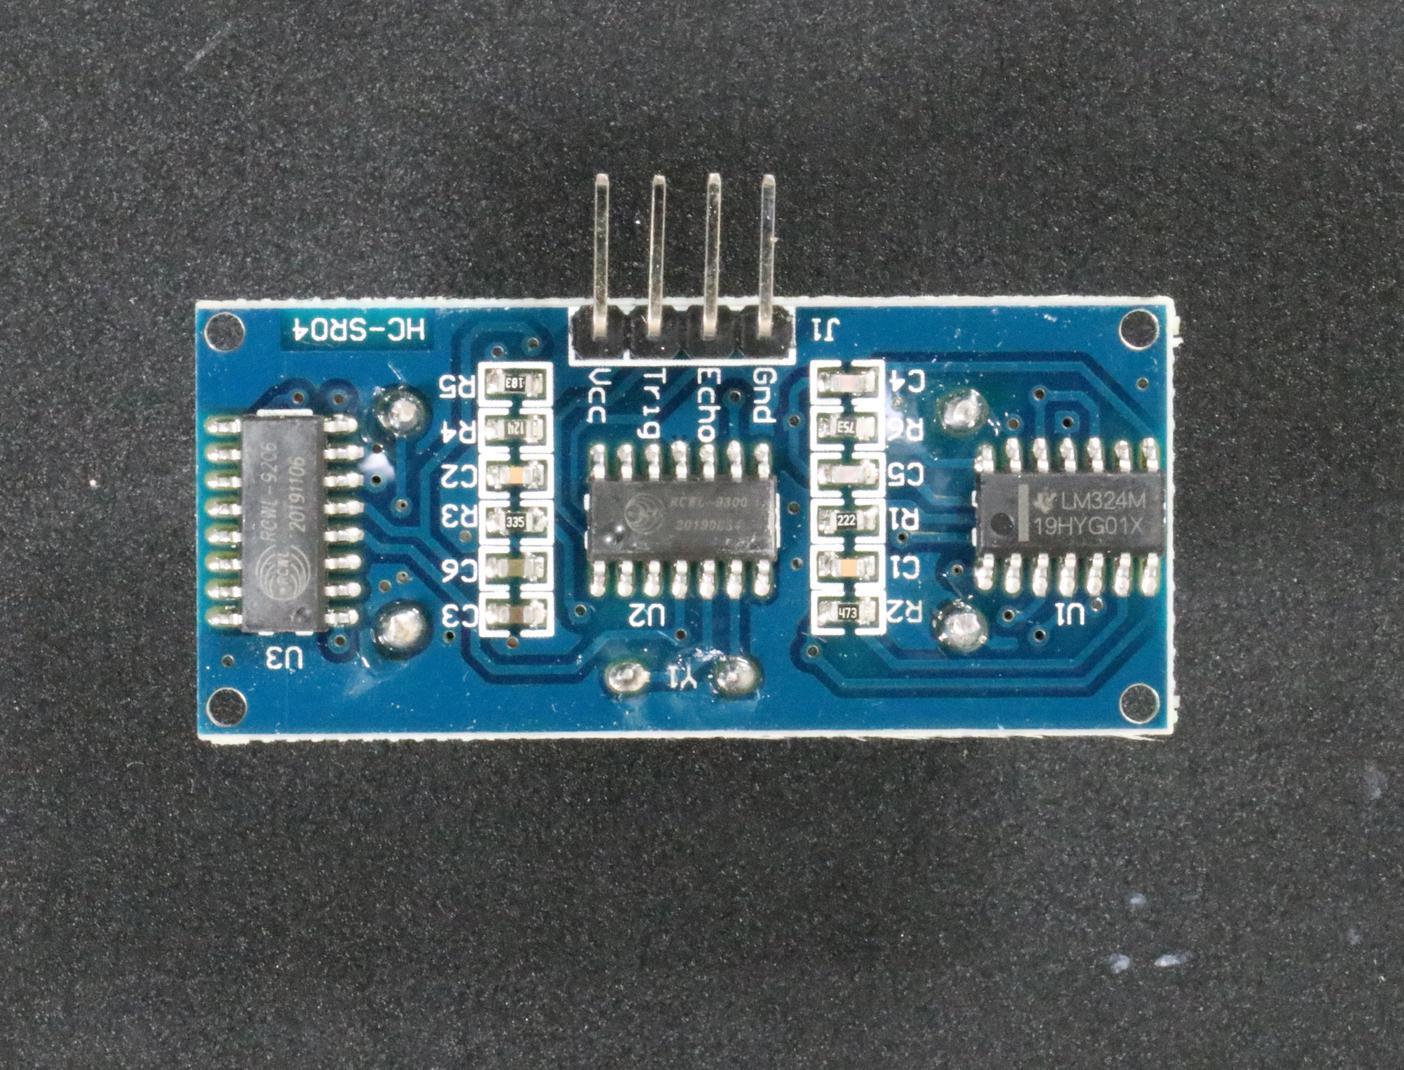 HC-SR04
J1
Vcc
Trig
Echo
Gnd
R5
183
R4
124
C2
R3
335
C6
C3
C4
R6
753
C5
R1
222
C1
R2
473
RCWL-9206
20191106
RCWL
U3
RCWL-9300
U2
LM324M
19HYG01X
U1
Y1